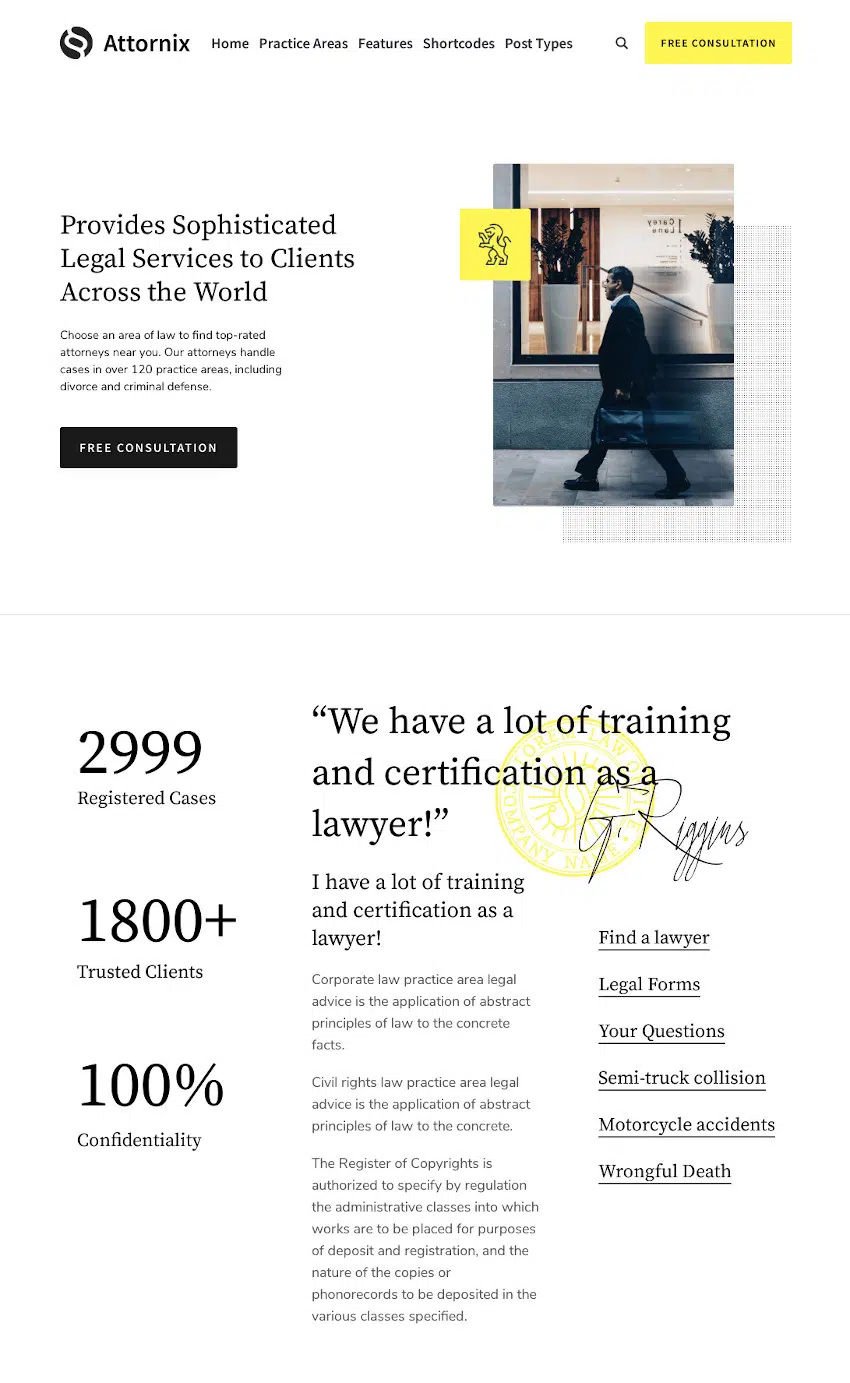 Attornix
Home Practice Areas Features Shortcodes Post Types
FREE CONSULTATION
Provides Sophisticated
Legal Services to Clients
Across the World
Choose an area of law to find top-rated
attorneys near you. Our attorneys handle
cases in over 120 practice areas, including
divorce and criminal defense.
FREE CONSULTATION
Carey
Lane
2999
Registered Cases
1800+
Trusted Clients
100%
Confidentiality
“We have a lot of training
and certification as a
lawyer!”
COMPANY NAME
G. Riggins
I have a lot of training
and certification as a
lawyer!
Corporate law practice area legal
advice is the application of abstract
principles of law to the concrete
facts.
Civil rights law practice area legal
advice is the application of abstract
principles of law to the concrete.
The Register of Copyrights is
authorized to specify by regulation
the administrative classes into which
works are to be placed for purposes
of deposit and registration, and the
nature of the copies or
phonorecords to be deposited in the
various classes specified.
Find a lawyer
Legal Forms
Your Questions
Semi-truck collision
Motorcycle accidents
Wrongful Death